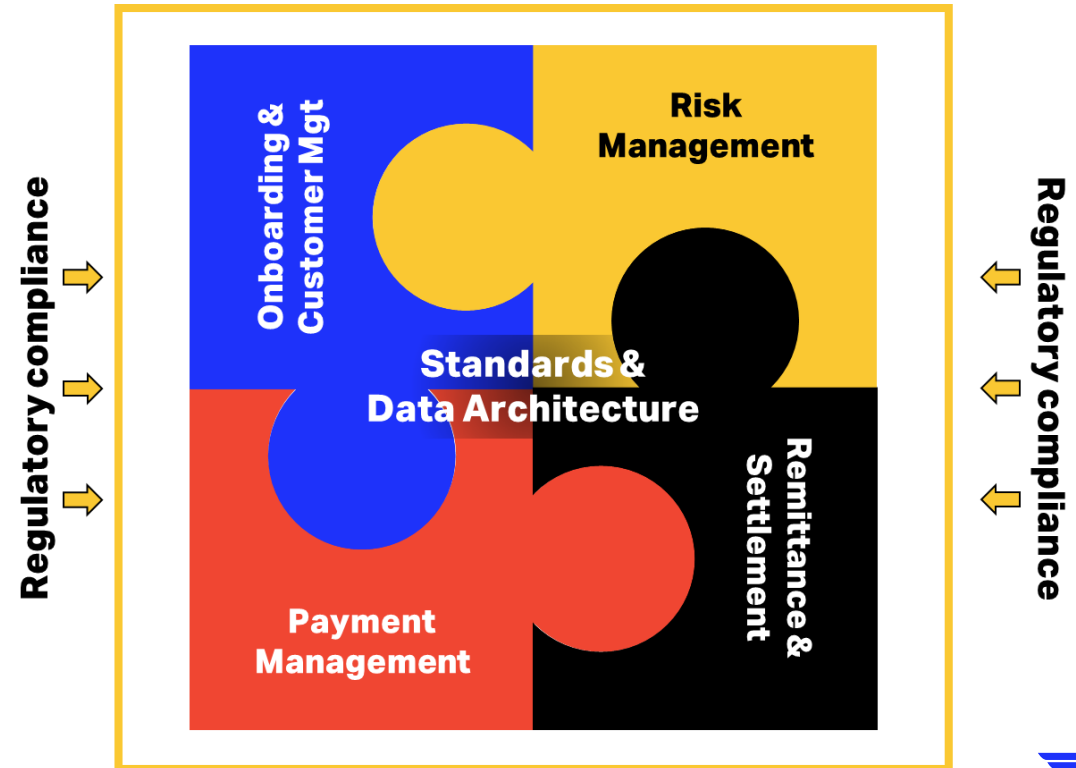 Regulatory compliance
Onboarding &
Customer Mgt
Risk
Management
Standards &
Data Architecture
Payment
Management
Remittance &
Settlement
Regulatory compliance